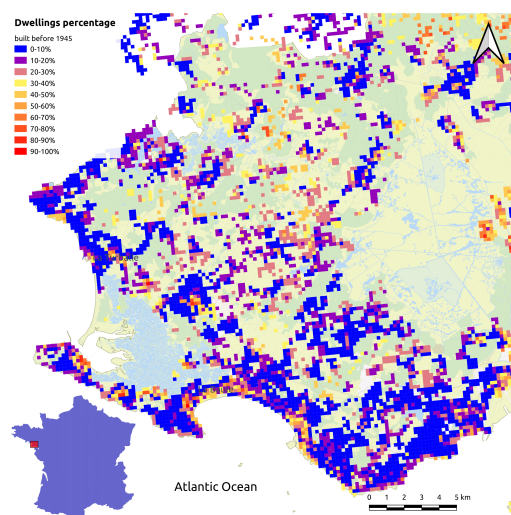 Dwellings percentage
built before 1945
0-10%
10-20%
20-30%
30-40%
40-50%
50-60%
60-70%
70-80%
80-90%
90-100%
Atlantic Ocean
0 1 2 3 4 5 km